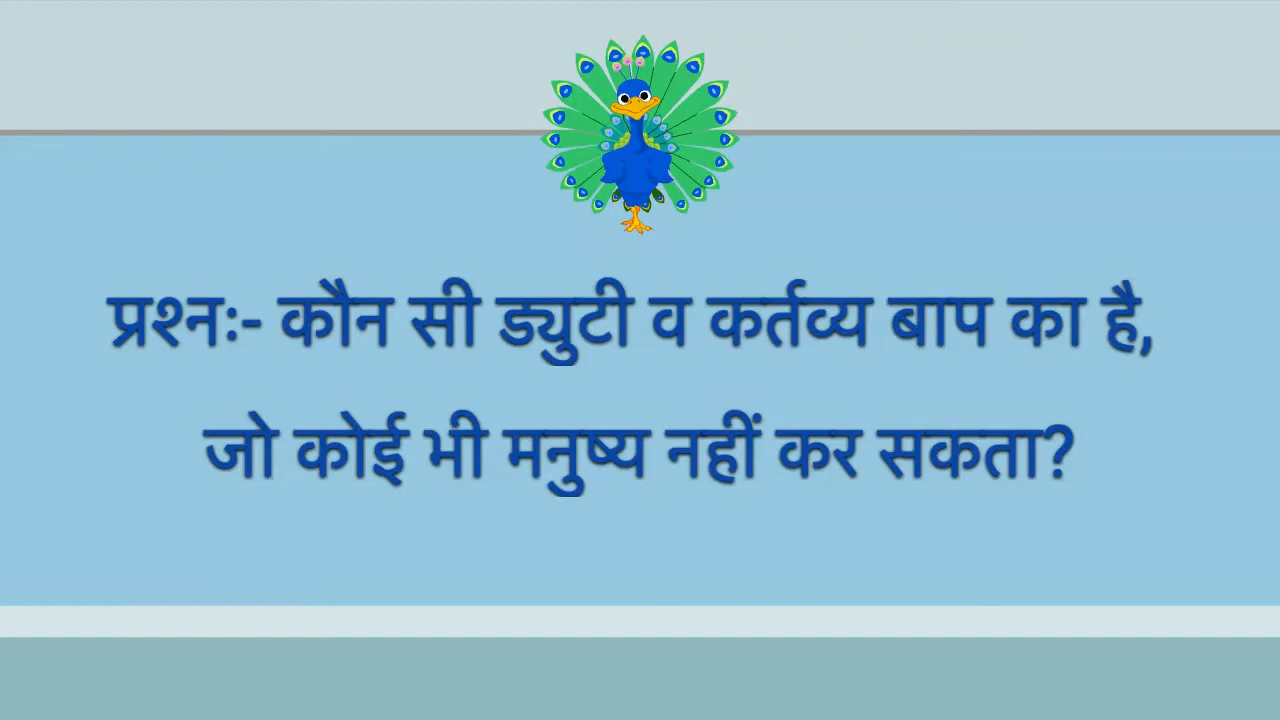 प्रश्नः- कौन सी ड्युटी व कर्तव्य बाप का है,
जो कोई भी मनुष्य नहीं कर सकता?